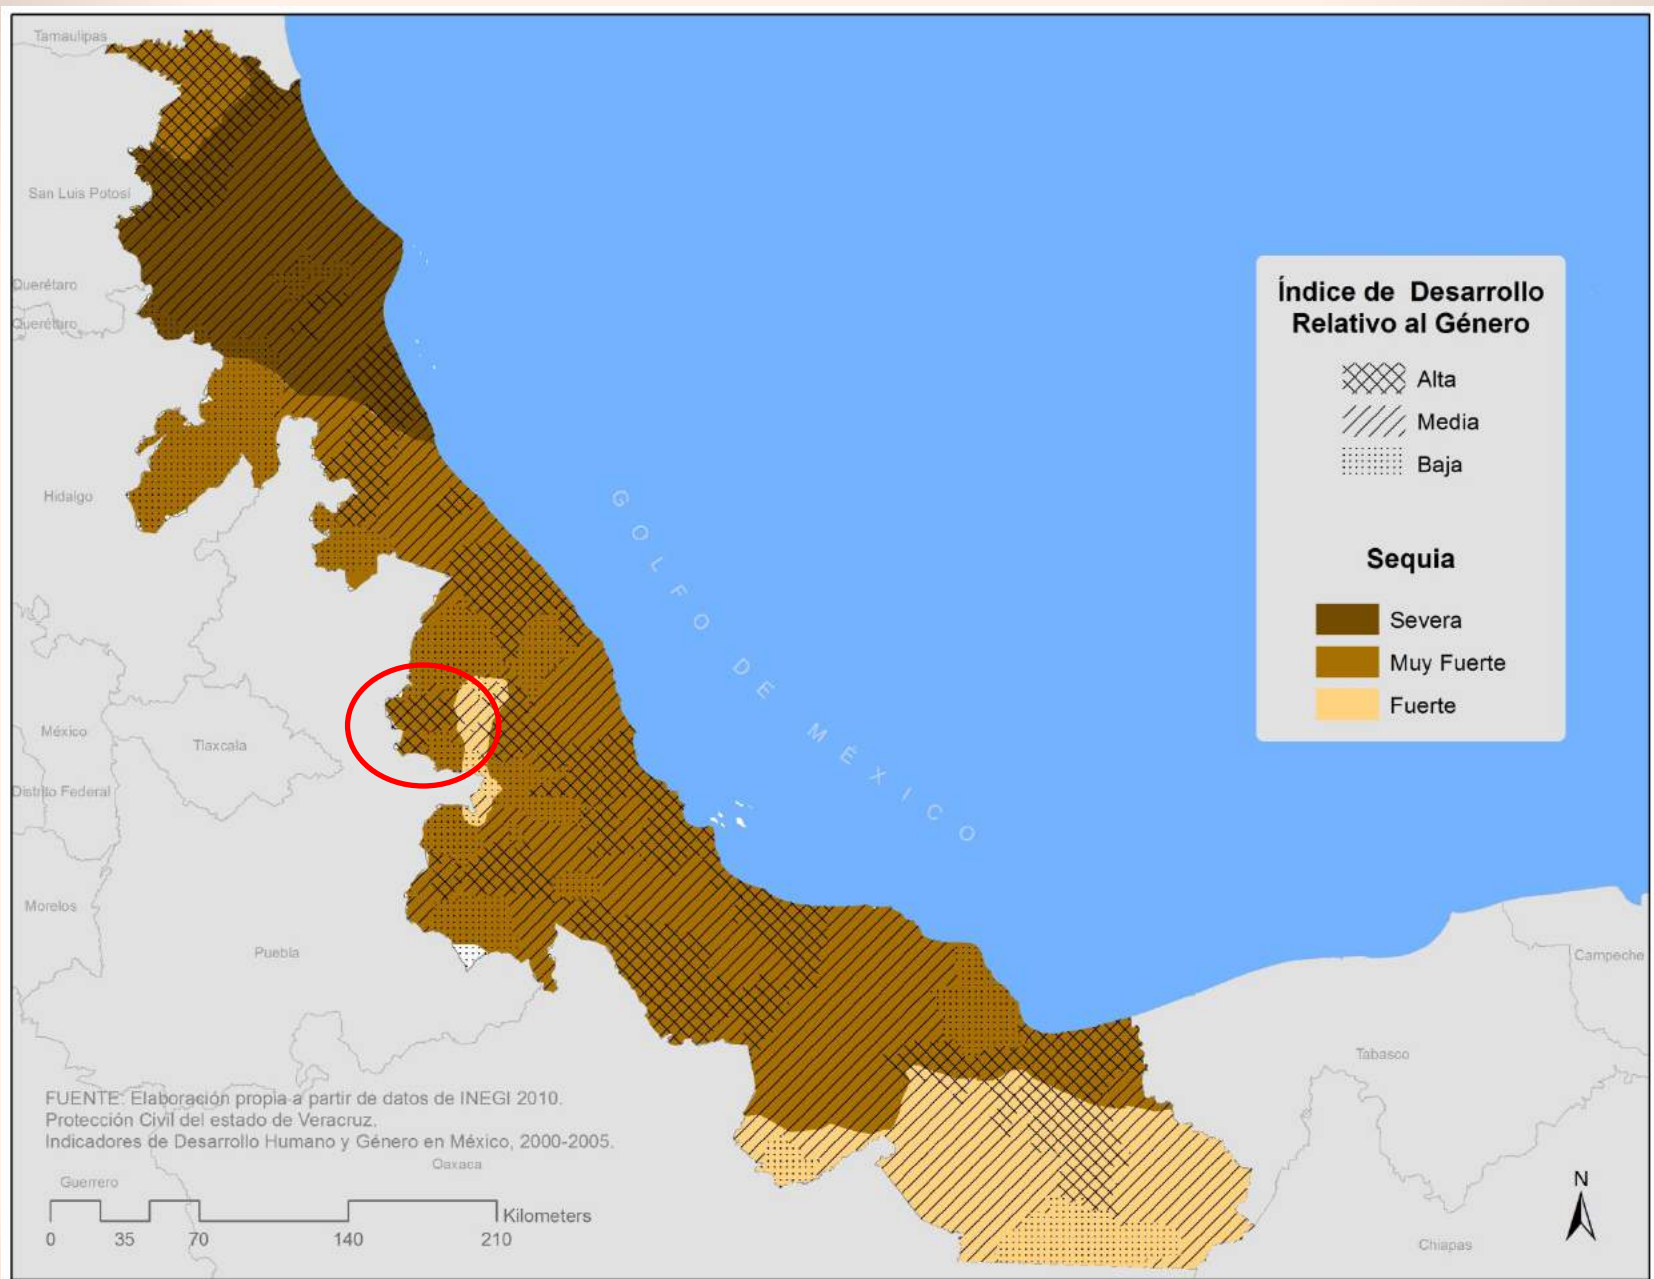 Tamaulipas
San Luis Potosí
Querétaro
Querétaro
Hidalgo
México
Tlaxcala
Distrito Federal
Morelos
Puebla
GOLFO DE MÉXICO
Índice de Desarrollo
Relativo al Género
Alta
Media
Baja
Sequia
Severa
Muy Fuerte
Fuerte
Campeche
Tabasco
Chiapas
FUENTE: Elaboración propia a partir de datos de INEGI 2010.
Protección Civil del estado de Veracruz.
Indicadores de Desarrollo Humano y Género en México, 2000-2005.
Oaxaca
Guerrero
Kilometers
0 35 70 140 210
N